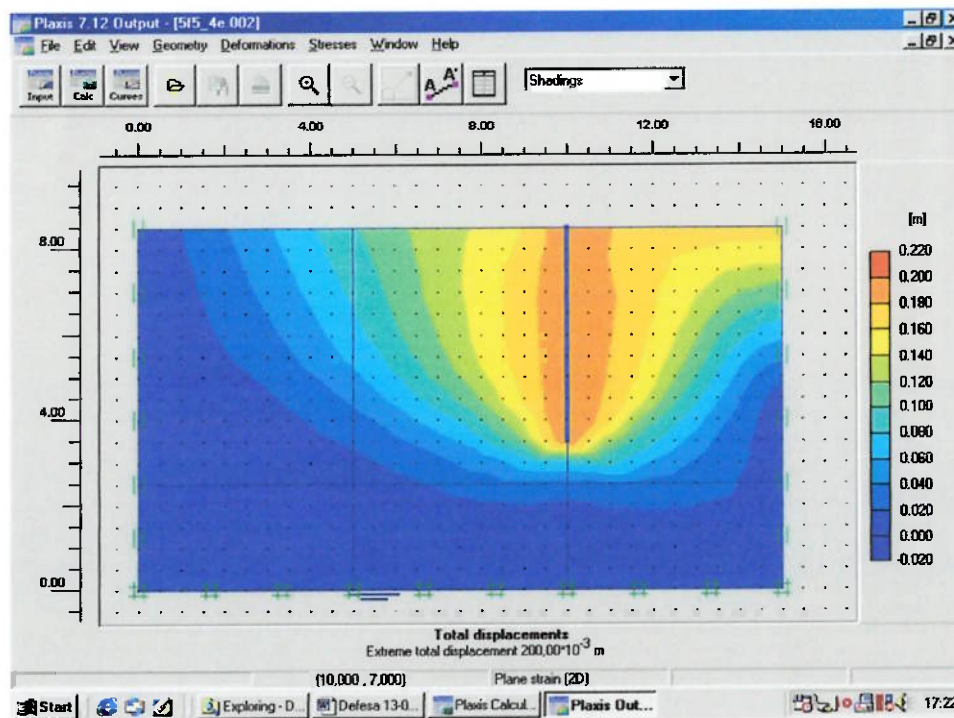 Plaxis 7.12 Output - [5f5_4e.002]
File Edit View Geometry Deformations Stresses Window Help
Input Calc Curves A A* Shadings
0.00 4.00 8.00 12.00 16.00
[m]
8.00
4.00
0.00
0.220
0.200
0.180
0.160
0.140
0.120
0.100
0.080
0.060
0.040
0.020
0.000
-0.020
Total displacements
Extreme total displacement 200,00*10⁻³ m
(10,000 , 7,000) Plane strain [2D]
Start Exploring - D... Defesa 13-0... Plaxis Calcul... Plaxis Out... 17:22